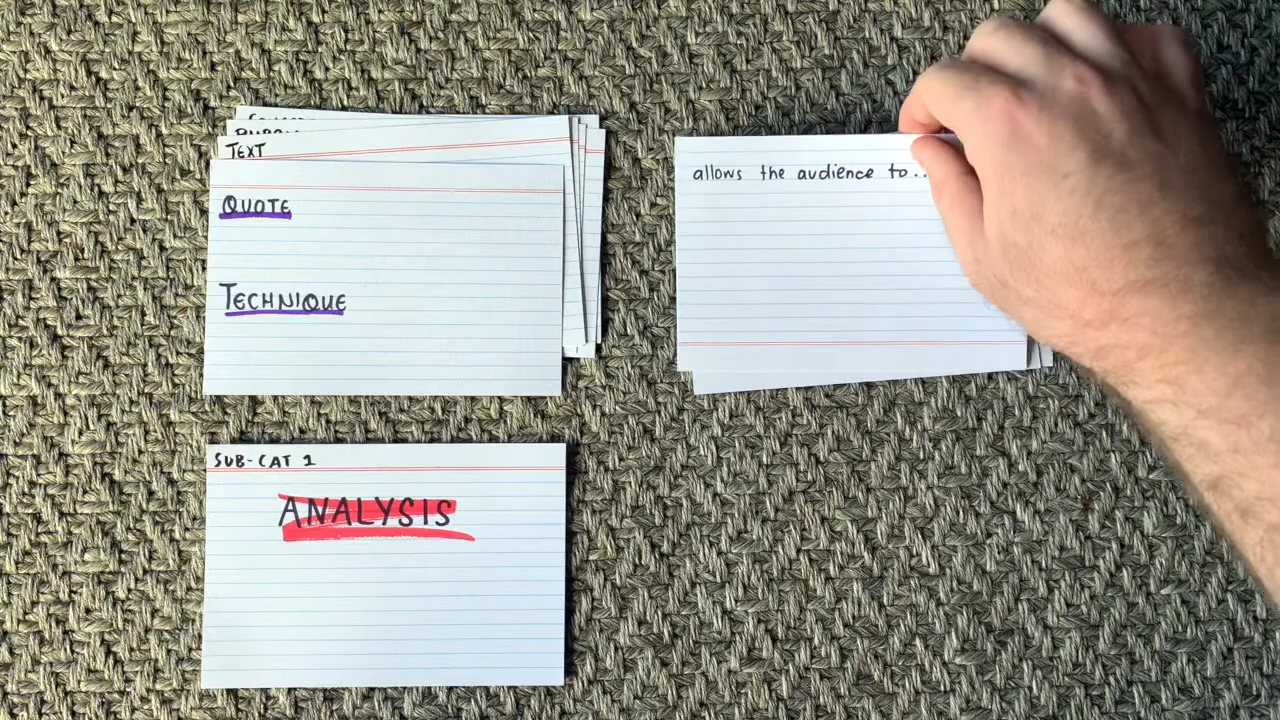 TEXT
QUOTE
TECHNIQUE
allows the audience to..
SUB-CAT 1
ANALYSIS